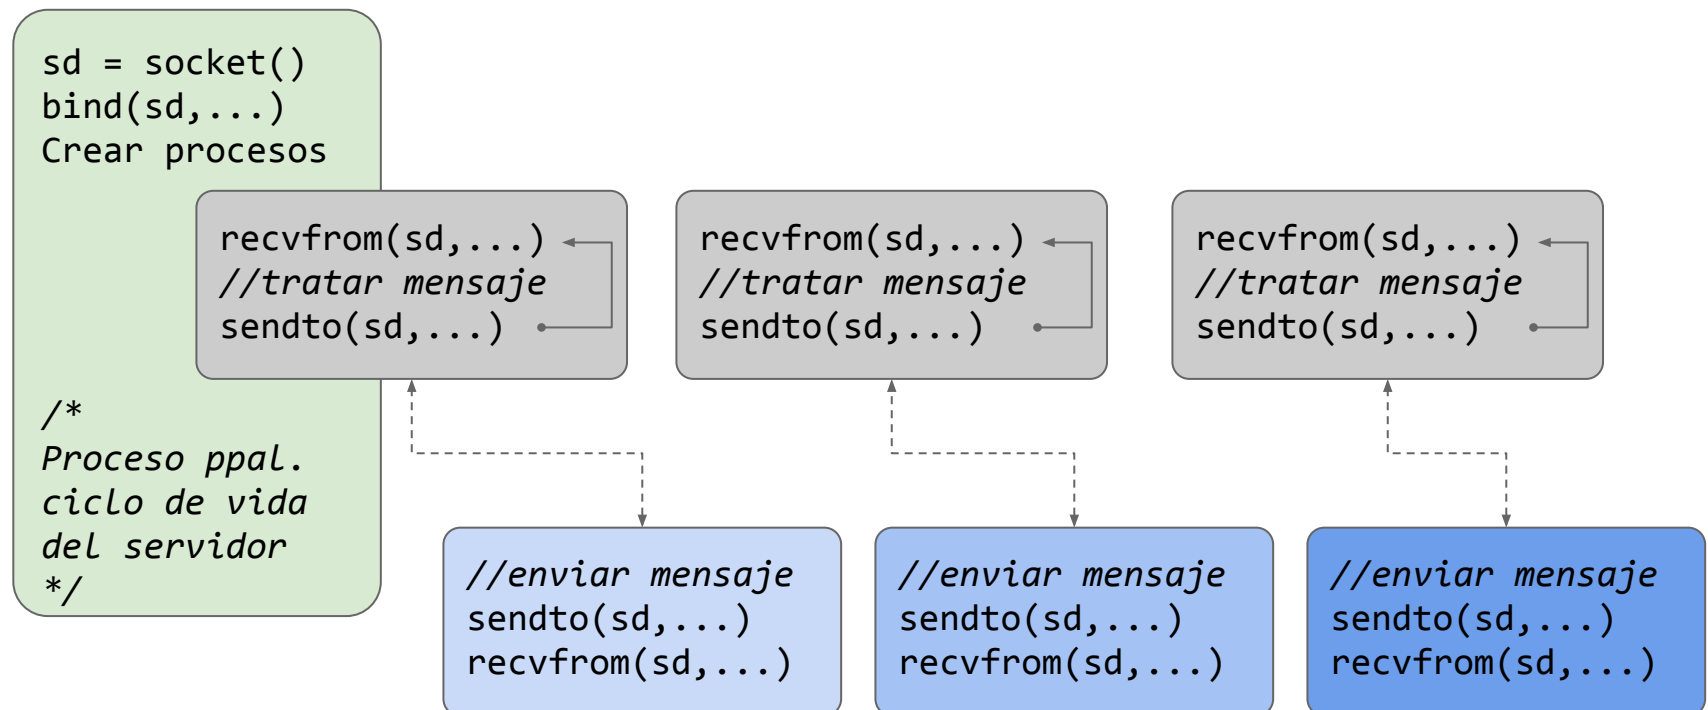 sd = socket()
bind(sd,...)
Crear procesos
recvfrom(sd,...)
//tratar mensaje
sendto(sd,...)
recvfrom(sd,...)
//tratar mensaje
sendto(sd,...)
recvfrom(sd,...)
//tratar mensaje
sendto(sd,...)
/*
Proceso ppal.
ciclo de vida
del servidor
*/
//enviar mensaje
sendto(sd,...)
recvfrom(sd,...)
//enviar mensaje
sendto(sd,...)
recvfrom(sd,...)
//enviar mensaje
sendto(sd,...)
recvfrom(sd,...)